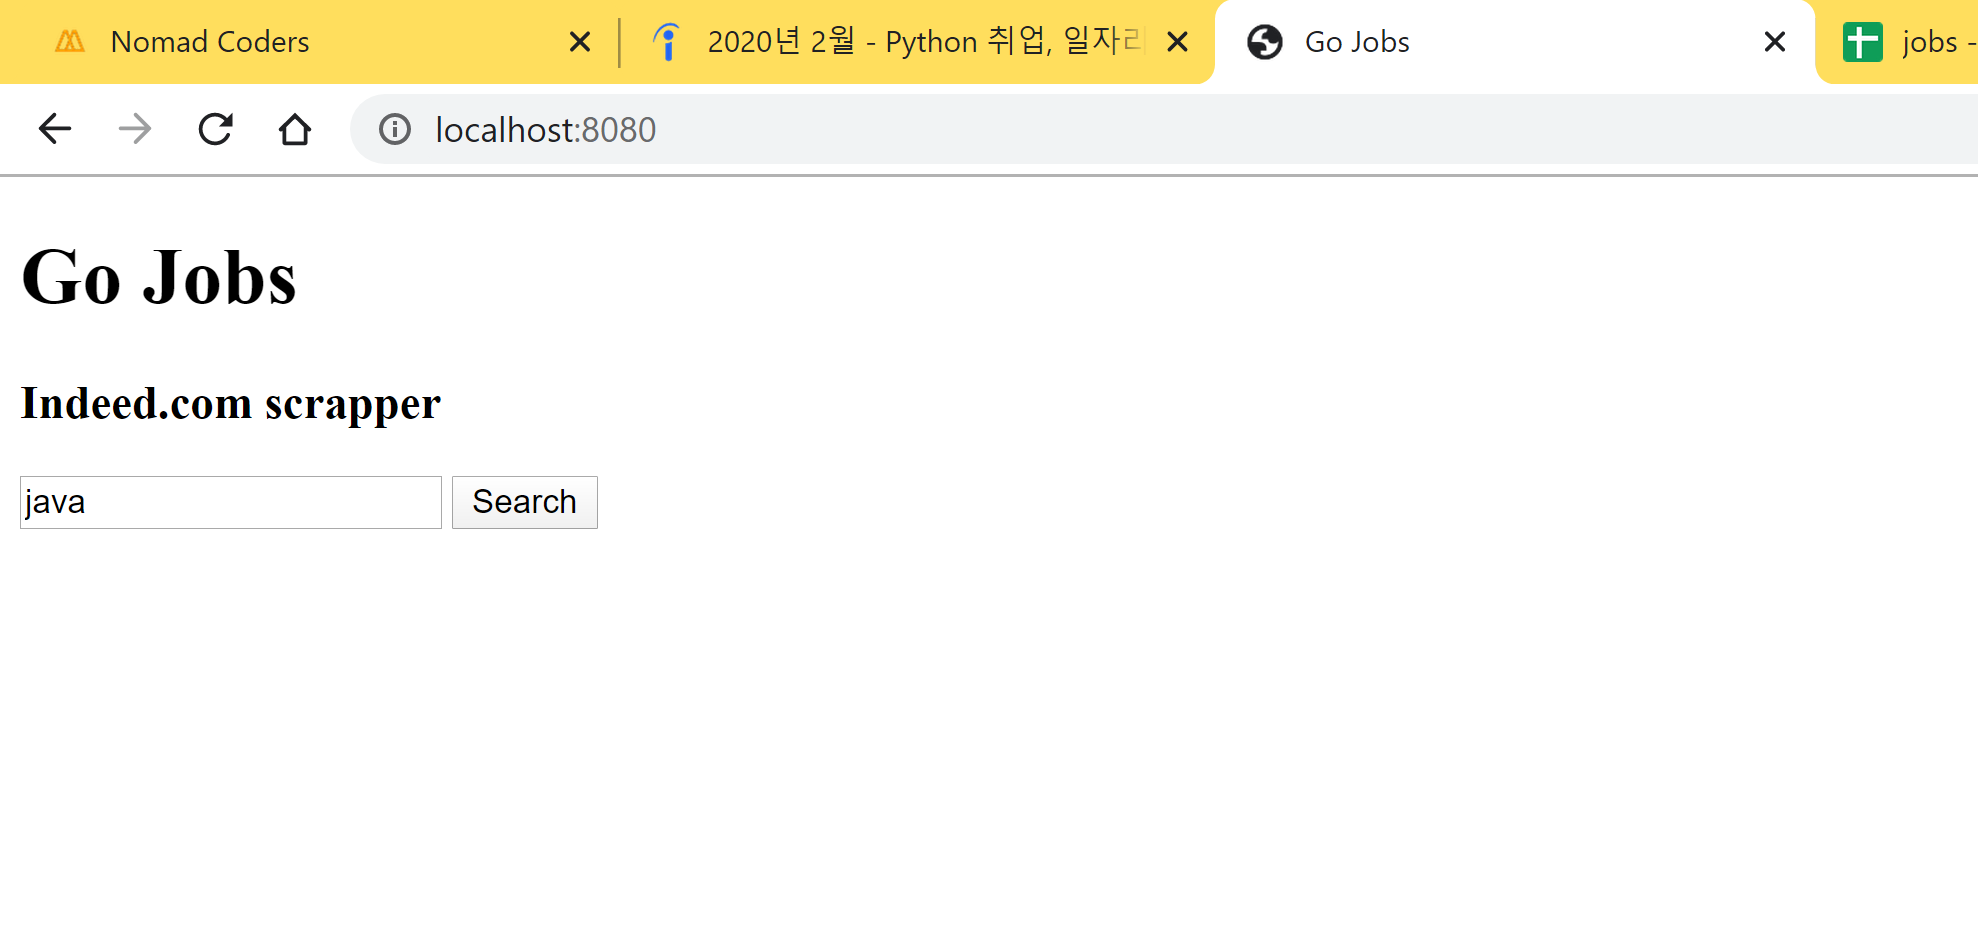 Nomad Coders
2020년 2월 - Python 취업, 일자리
Go Jobs
jobs -
localhost:8080
Go Jobs
Indeed.com scrapper
java
Search